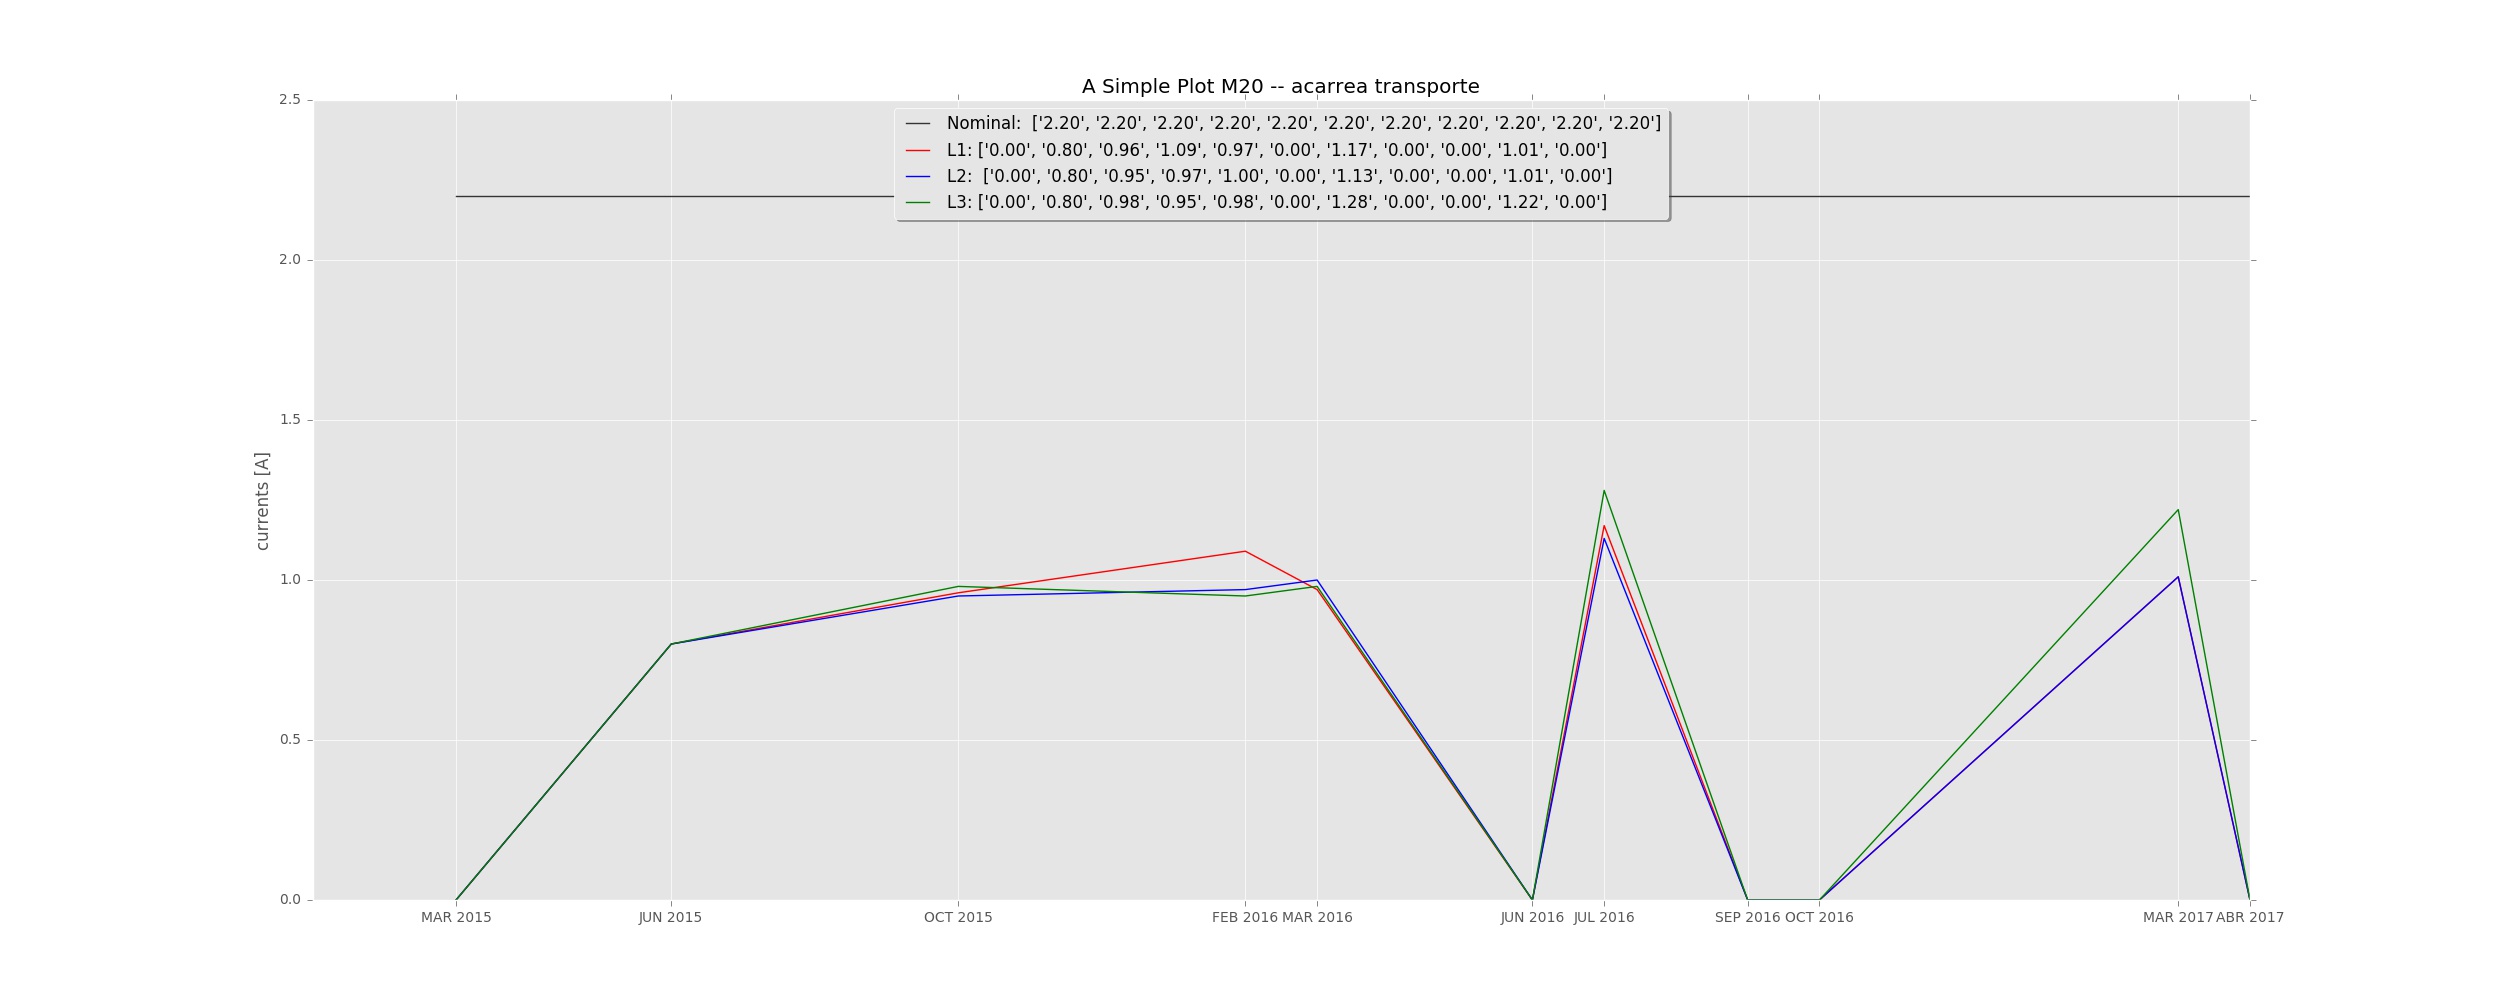 A Simple Plot M20 -- acarrea transporte
Nominal:  ['2.20', '2.20', '2.20', '2.20', '2.20', '2.20', '2.20', '2.20', '2.20', '2.20', '2.20']
L1: ['0.00', '0.80', '0.96', '1.09', '0.97', '0.00', '1.17', '0.00', '0.00', '1.01', '0.00']
L2:  ['0.00', '0.80', '0.95', '0.97', '1.00', '0.00', '1.13', '0.00', '0.00', '1.01', '0.00']
L3: ['0.00', '0.80', '0.98', '0.95', '0.98', '0.00', '1.28', '0.00', '0.00', '1.22', '0.00']
2.5
2.0
1.5
1.0
0.5
0.0
currents [A]
MAR 2015 JUN 2015 OCT 2015 FEB 2016 MAR 2016 JUN 2016 JUL 2016 SEP 2016 OCT 2016 MAR 2017 ABR 2017